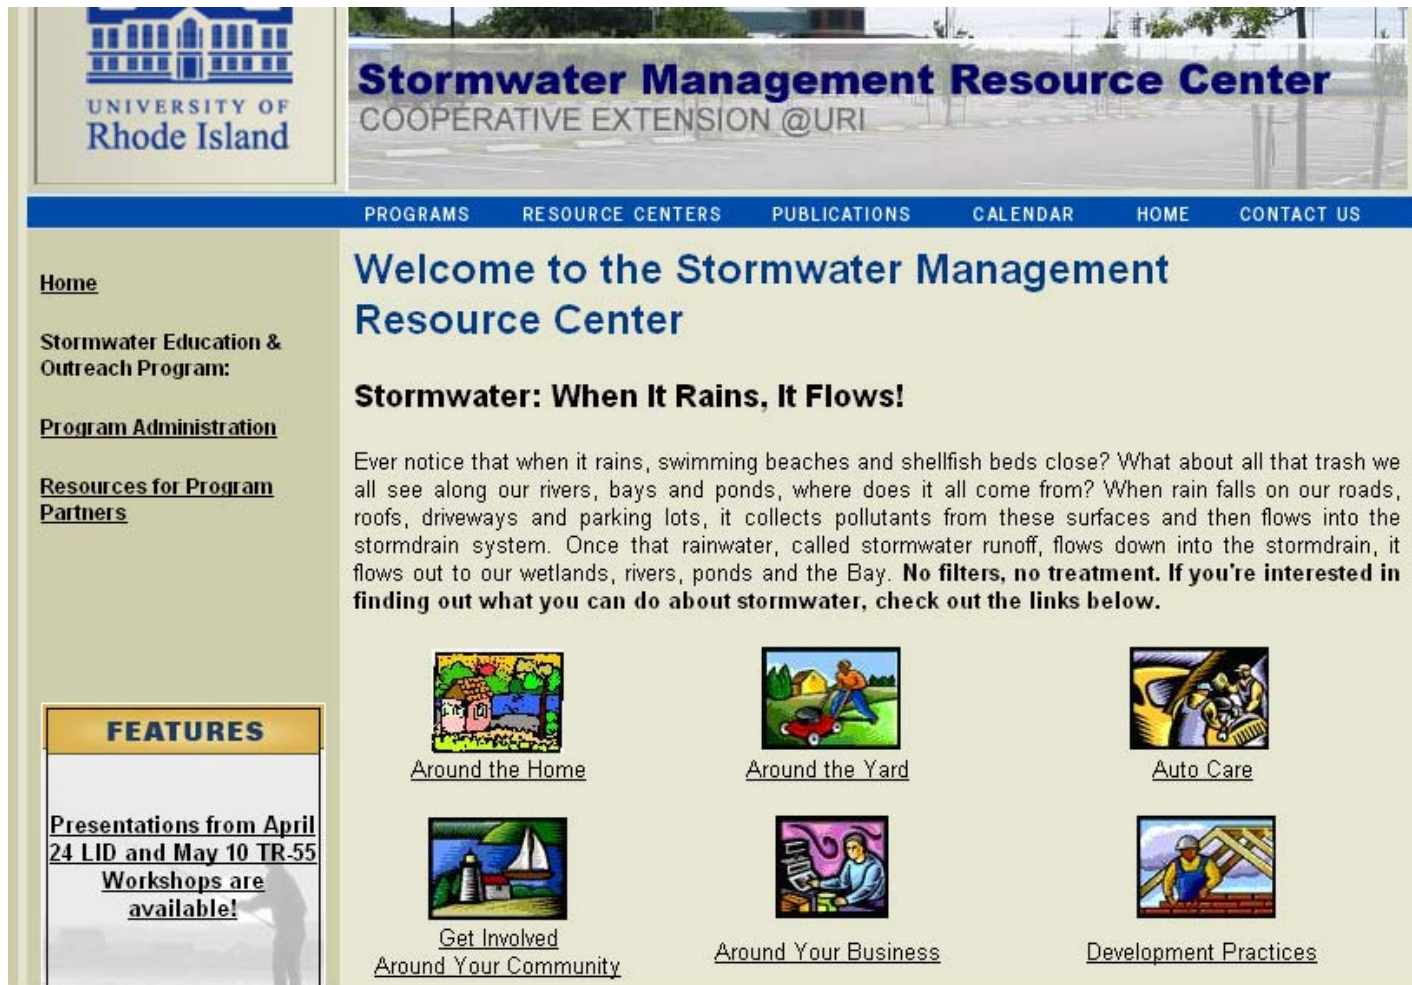 UNIVERSITY OF
Rhode Island
Stormwater Management Resource Center
COOPERATIVE EXTENSION @URI
PROGRAMS RESOURCE CENTERS PUBLICATIONS CALENDAR HOME CONTACT US
Home
Stormwater Education &
Outreach Program:
Program Administration
Resources for Program
Partners
FEATURES
Presentations from April
24 LID and May 10 TR-55
Workshops are
available!
Welcome to the Stormwater Management
Resource Center
Stormwater: When It Rains, It Flows!
Ever notice that when it rains, swimming beaches and shellfish beds close? What about all that trash we
all see along our rivers, bays and ponds, where does it all come from? When rain falls on our roads,
roofs, driveways and parking lots, it collects pollutants from these surfaces and then flows into the
stormdrain system. Once that rainwater, called stormwater runoff, flows down into the stormdrain, it
flows out to our wetlands, rivers, ponds and the Bay. No filters, no treatment. If you're interested in
finding out what you can do about stormwater, check out the links below.
Around the Home
Around the Yard
Auto Care
Get Involved
Around Your Community
Around Your Business
Development Practices